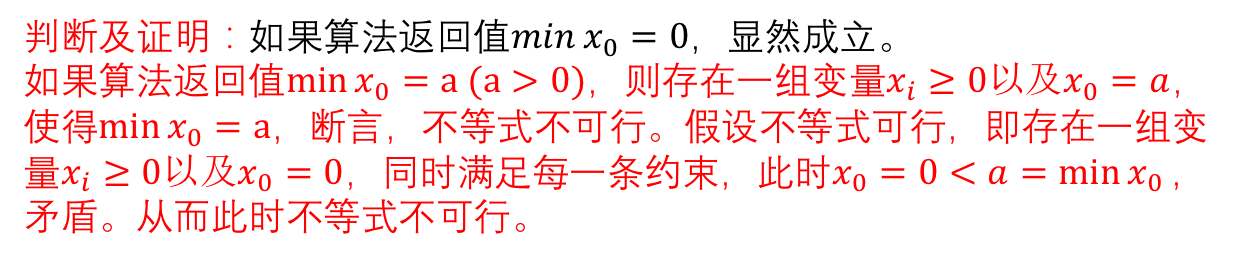 判断及证明：如果算法返回值min x₀ = 0，显然成立。
如果算法返回值min x₀ = a (a > 0)，则存在一组变量xᵢ ≥ 0以及x₀ = a，
使得min x₀ = a，断言，不等式不可行。假设不等式可行，即存在一组变
量xᵢ ≥ 0以及x₀ = 0，同时满足每一条约束，此时x₀ = 0 < a = min x₀，
矛盾。从而此时不等式不可行。